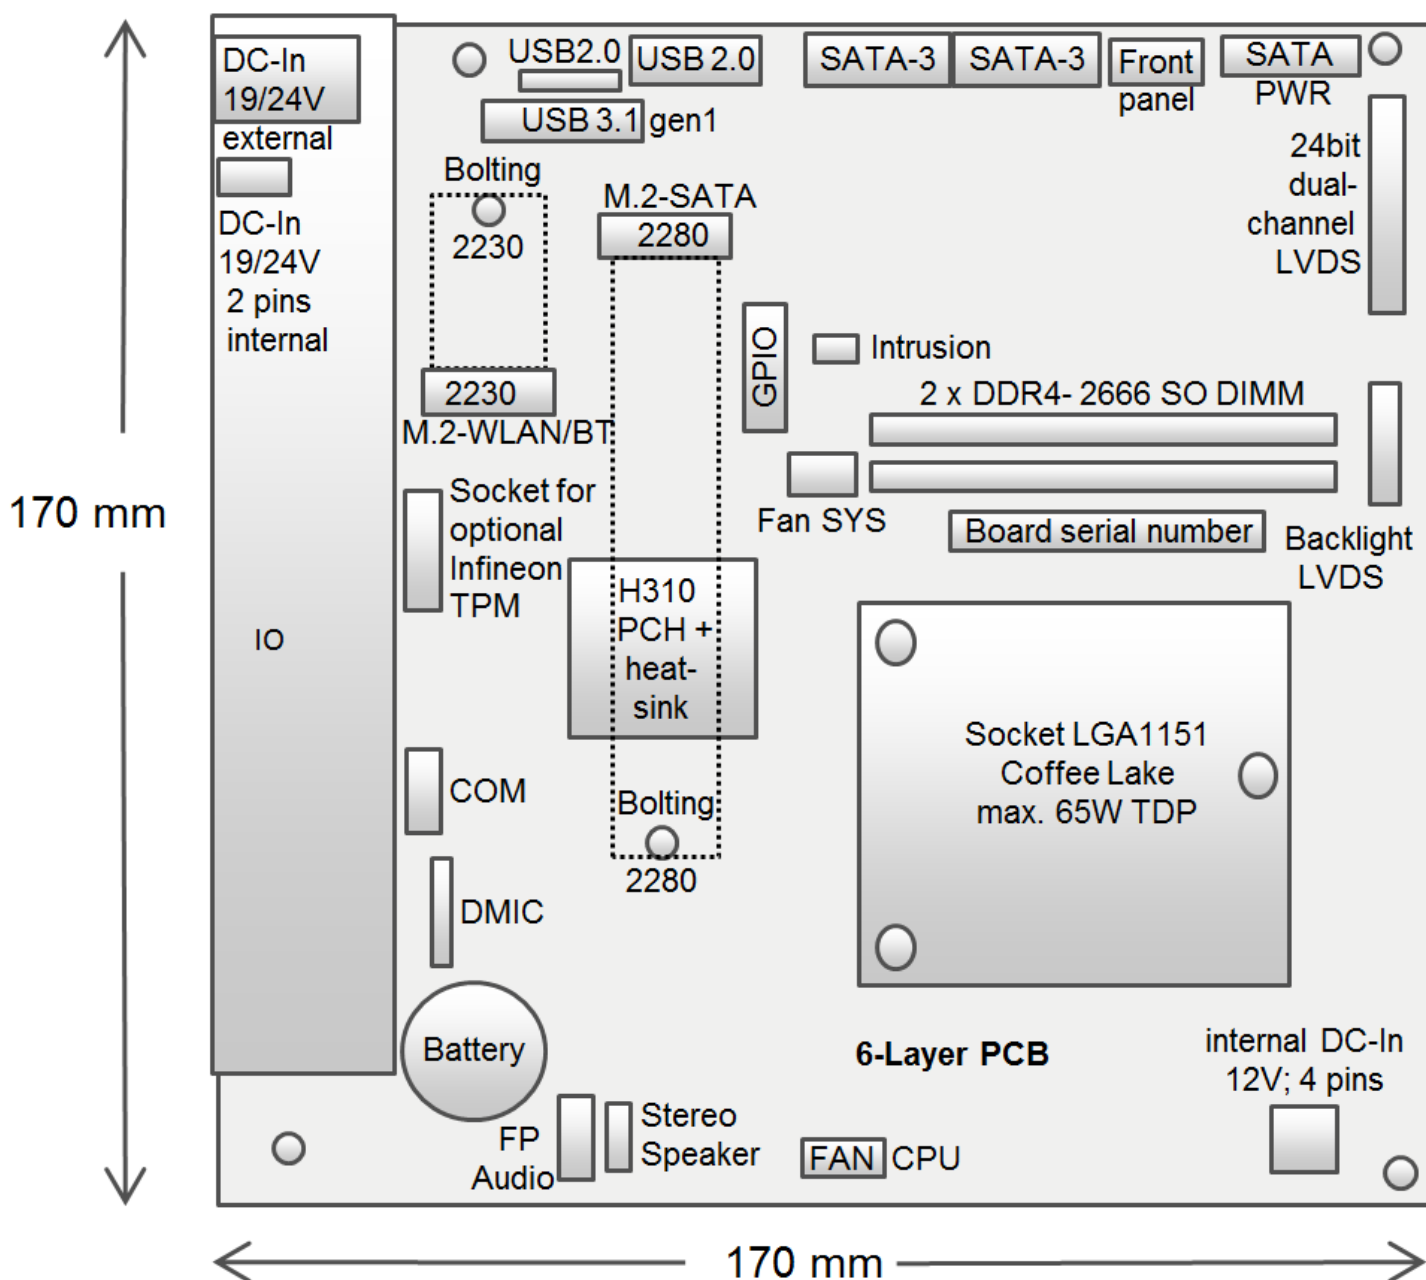 DC-In
19/24V
external
DC-In
19/24V
2 pins
internal
USB2.0
USB 2.0
USB 3.1 gen1
SATA-3
SATA-3
Front
panel
SATA
PWR
24bit
dual-
channel
LVDS
Bolting
2230
2230
M.2-WLAN/BT
M.2-SATA
2280
GPIO
Intrusion
2 x DDR4- 2666 SO DIMM
Fan SYS
Board serial number
Backlight
LVDS
170 mm
Socket for
optional
Infineon
TPM
H310
PCH +
heat-
sink
IO
Socket LGA1151
Coffee Lake
max. 65W TDP
COM
Bolting
2280
DMIC
Battery
6-Layer PCB
internal DC-In
12V; 4 pins
FP
Audio
Stereo
Speaker
FAN CPU
170 mm